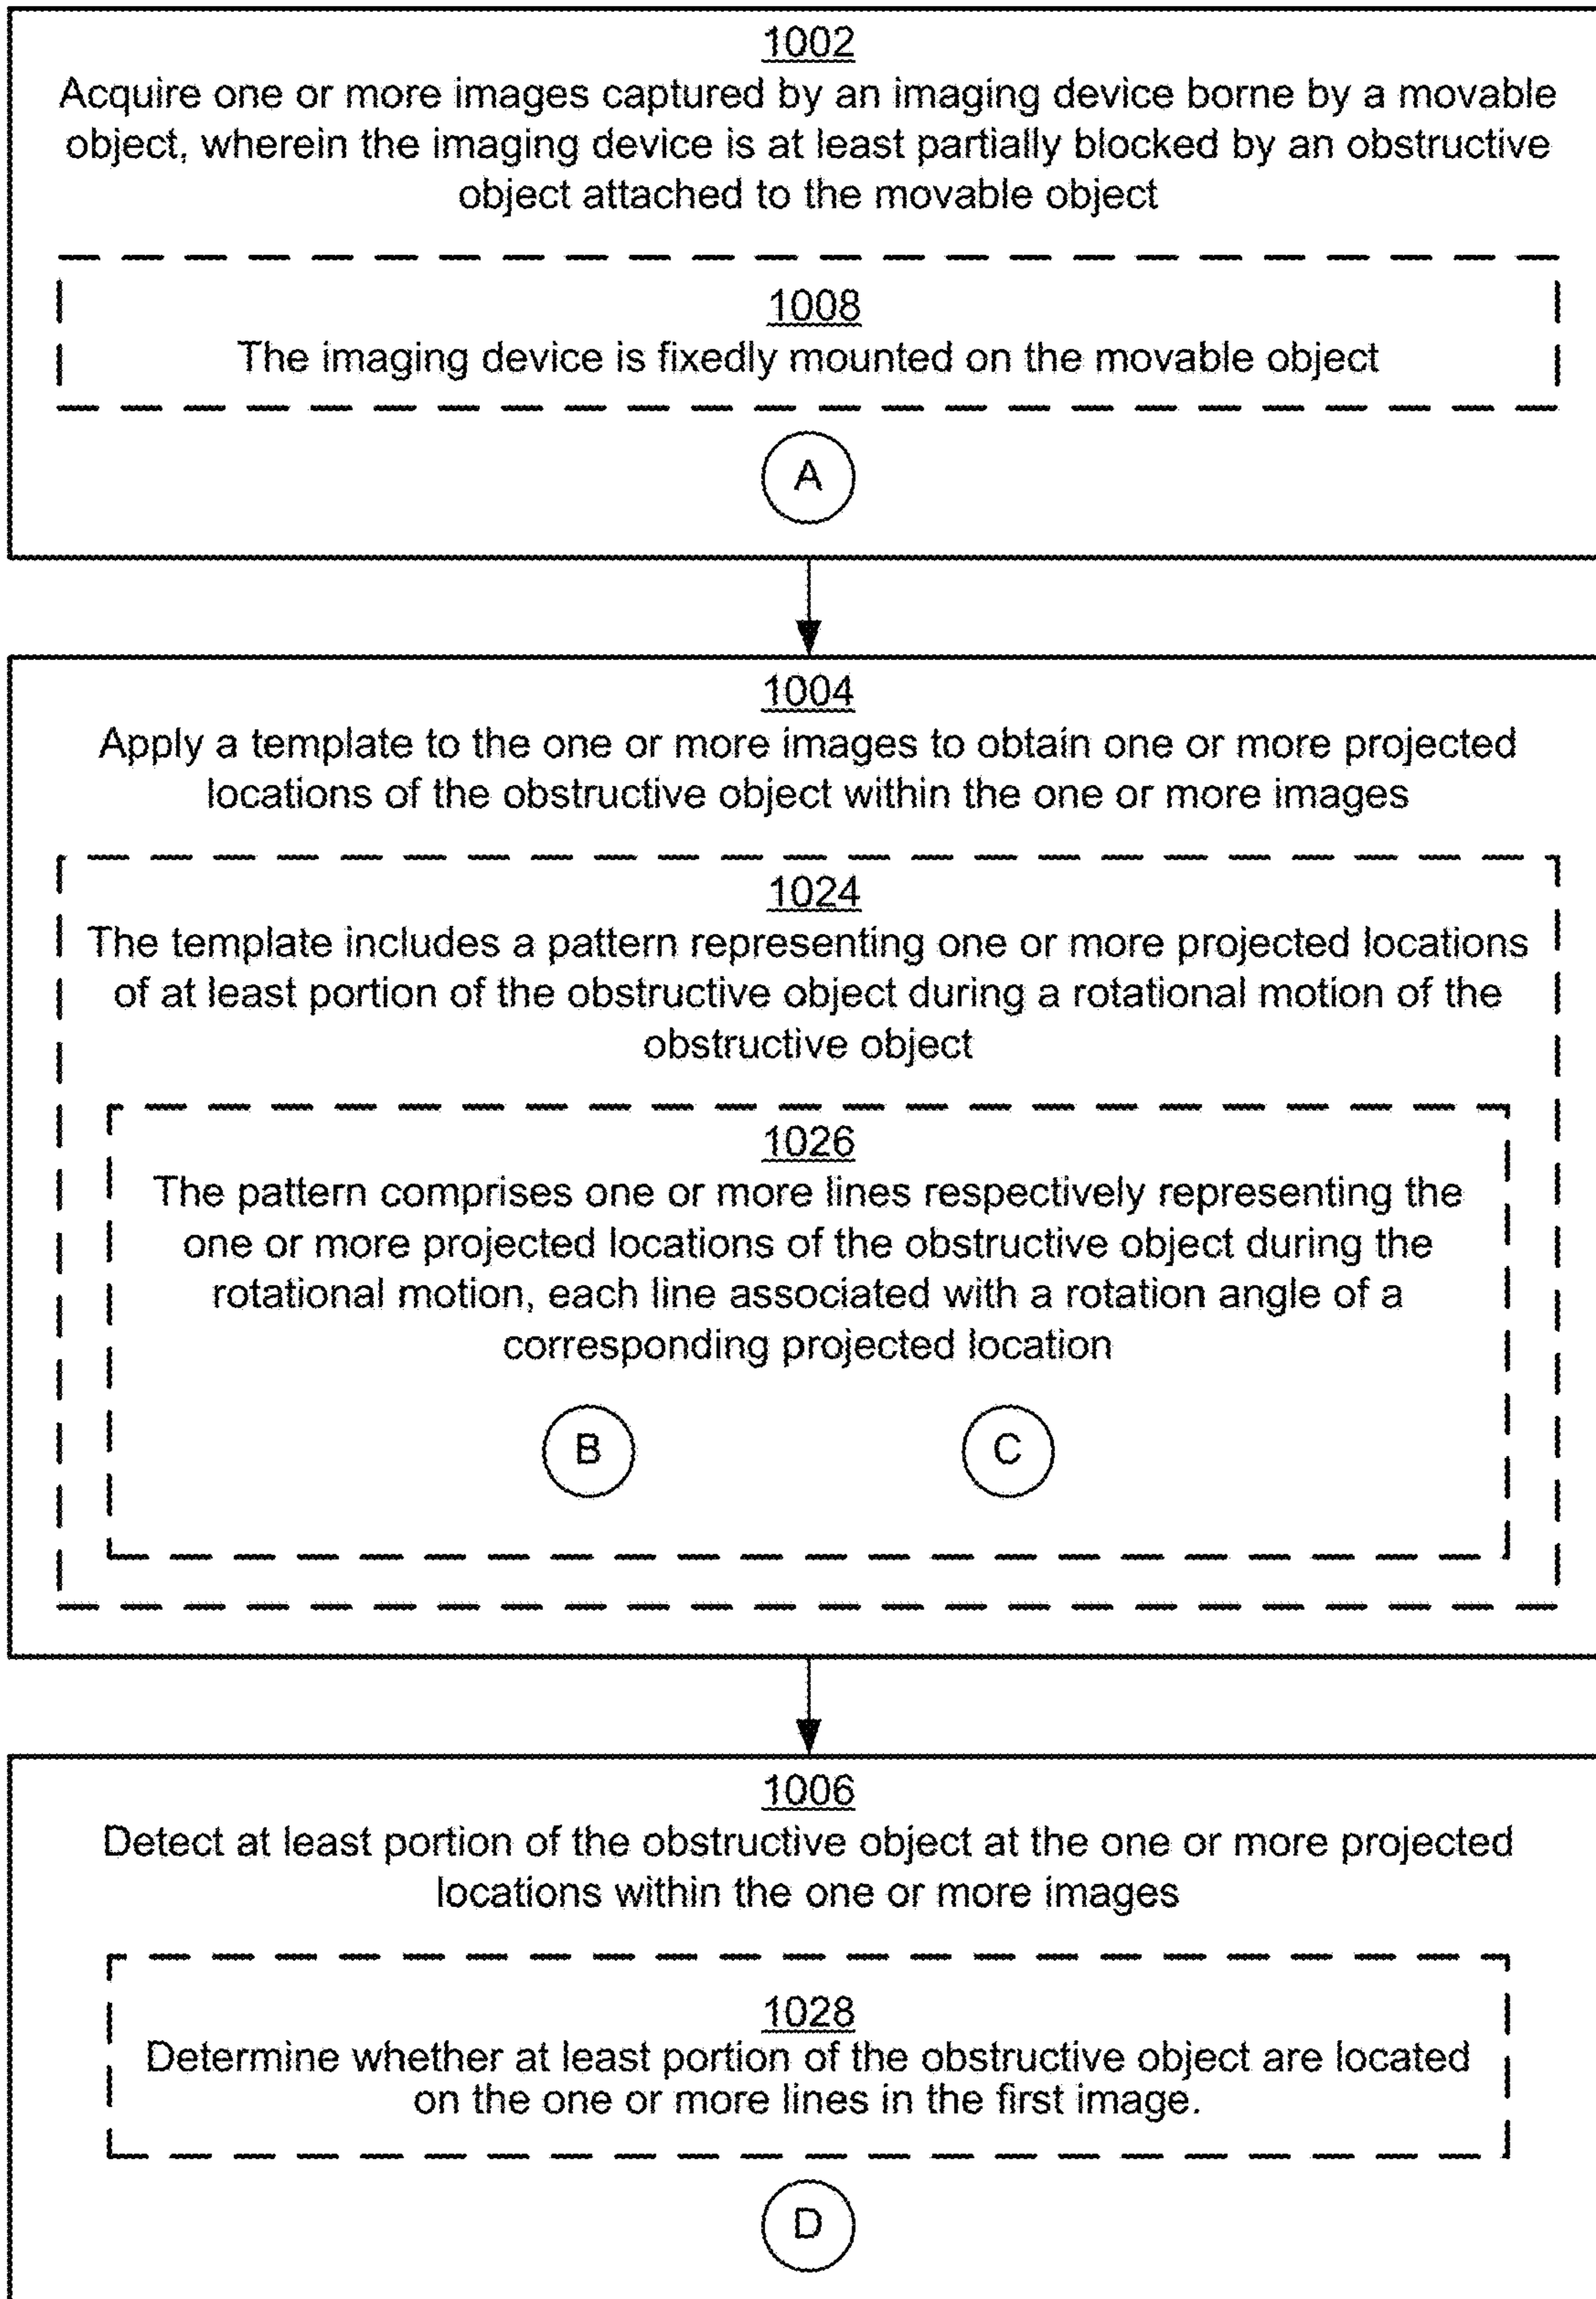 1002
Acquire one or more images captured by an imaging device borne by a movable
object, wherein the imaging device is at least partially blocked by an obstructive
object attached to the movable object
1008
The imaging device is fixedly mounted on the movable object
A
1004
Apply a template to the one or more images to obtain one or more projected
locations of the obstructive object within the one or more images
1024
The template includes a pattern representing one or more projected locations
of at least portion of the obstructive object during a rotational motion of the
obstructive object
1026
The pattern comprises one or more lines respectively representing the
one or more projected locations of the obstructive object during the
rotational motion, each line associated with a rotation angle of a
corresponding projected location
B C
1006
Detect at least portion of the obstructive object at the one or more projected
locations within the one or more images
1028
Determine whether at least portion of the obstructive object are located
on the one or more lines in the first image.
D